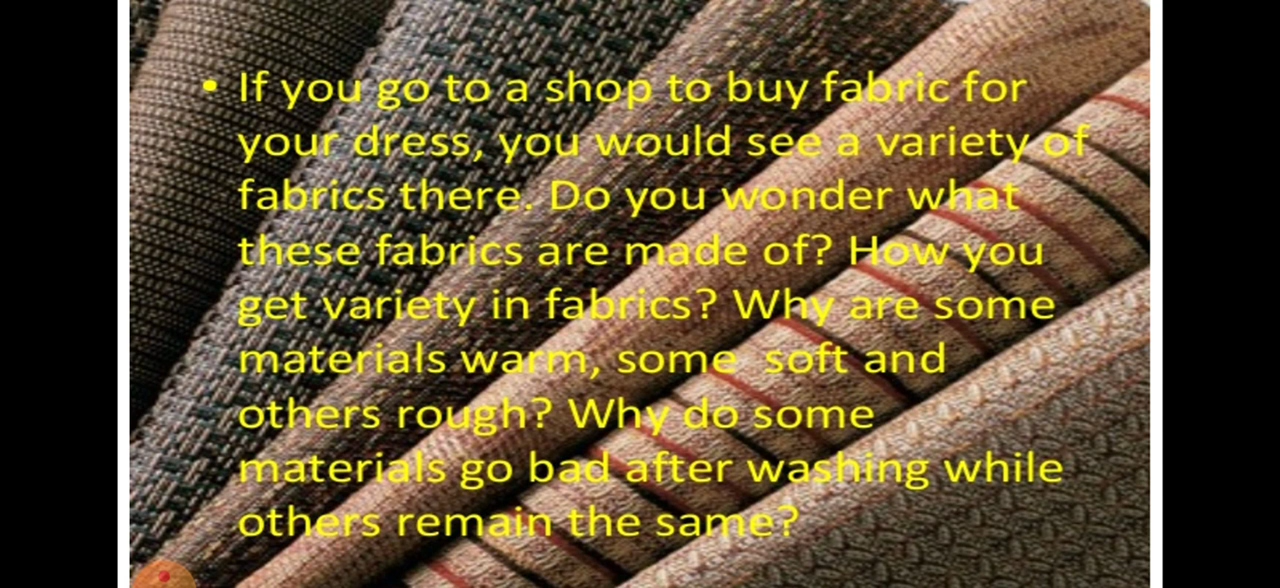 • If you go to a shop to buy fabric for
your dress, you would see a variety of
fabrics there. Do you wonder what
these fabrics are made of? How you
get variety in fabrics? Why are some
materials warm, some  soft and
others rough? Why do some
materials go bad after washing while
others remain the same?